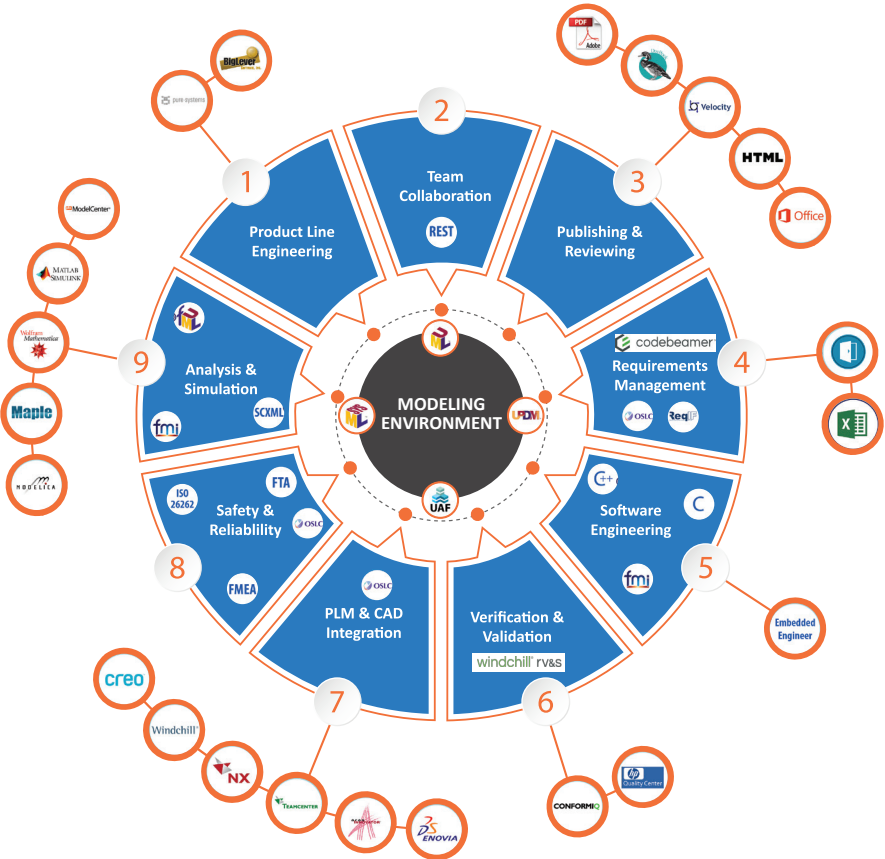 MODELING
ENVIRONMENT
UML
UPDM
UAF
1
Product Line
Engineering
pure systems
BigLever
2
Team
Collaboration
REST
3
Publishing &
Reviewing
PDF
Adobe
Velocity
HTML
Office
4
codebeamer
Requirements
Management
OSLC
ReqIF
X
5
C++
C
Software
Engineering
fmi
Embedded
Engineer
6
Verification &
Validation
windchill rv&s
CONFORMIQ
hp
Quality Center
7
OSLC
PLM & CAD
Integration
creo
Windchill
NX
TEAMCENTER
ENOVIA
8
ISO
26262
FTA
Safety &
Reliablility
OSLC
FMEA
9
fUML
Analysis &
Simulation
SCXML
fmi
ModelCenter
MATLAB
SIMULINK
Wolfram
Mathematica
Maple
MODELICA